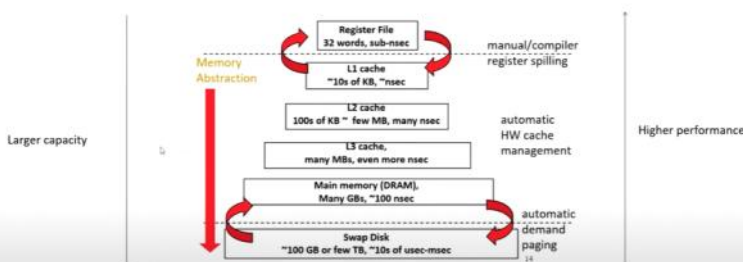 Register File
32 words, sub-nsec
manual/compiler
register spilling
Memory
Abstraction
L1 cache
~10s of KB, ~nsec
L2 cache
100s of KB ~ few MB, many nsec
automatic
HW cache
management
Larger capacity
Higher performance
L3 cache,
many MBs, even more nsec
Main memory (DRAM),
Many GBs, ~100 nsec
automatic
demand
paging
Swap Disk
~100 GB or few TB, ~10s of usec-msec
14